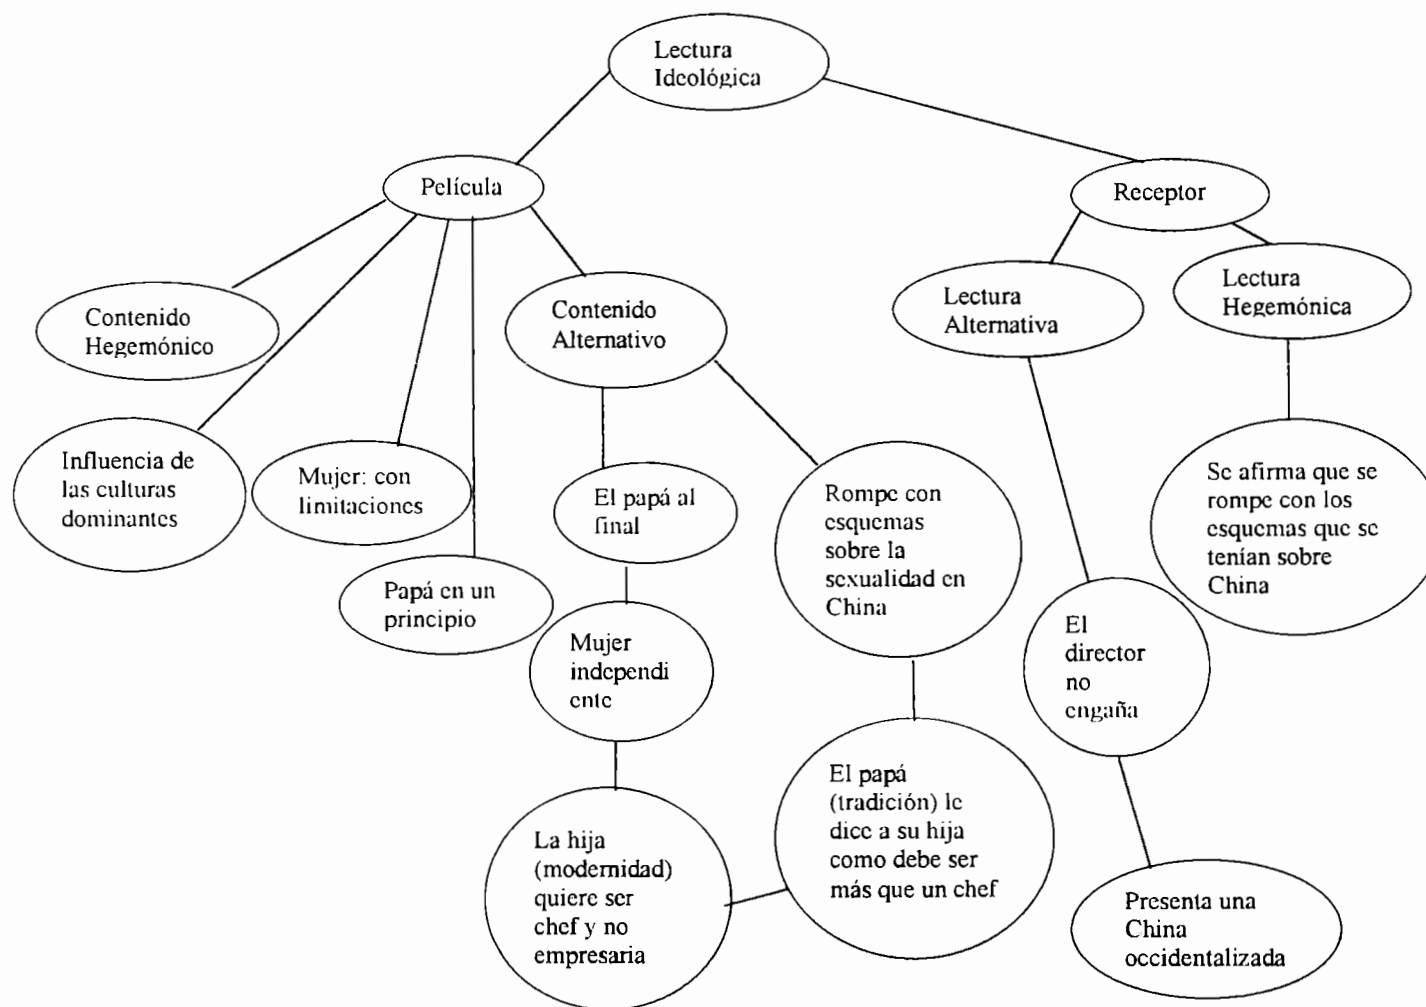 Lectura
Ideológica
Película
Receptor
Contenido
Hegemónico
Contenido
Alternativo
Lectura
Alternativa
Lectura
Hegemónica
Influencia de
las culturas
dominantes
Mujer: con
limitaciones
Papá en un
principio
El papá al
final
Rompe con
esquemas
sobre la
sexualidad en
China
Se afirma que se
rompe con los
esquemas que se
tenían sobre
China
Mujer
independi
ente
El
director
no
engaña
La hija
(modernidad)
quiere ser
chef y no
empresaria
El papá
(tradición) le
dice a su hija
como debe ser
más que un chef
Presenta una
China
occidentalizada